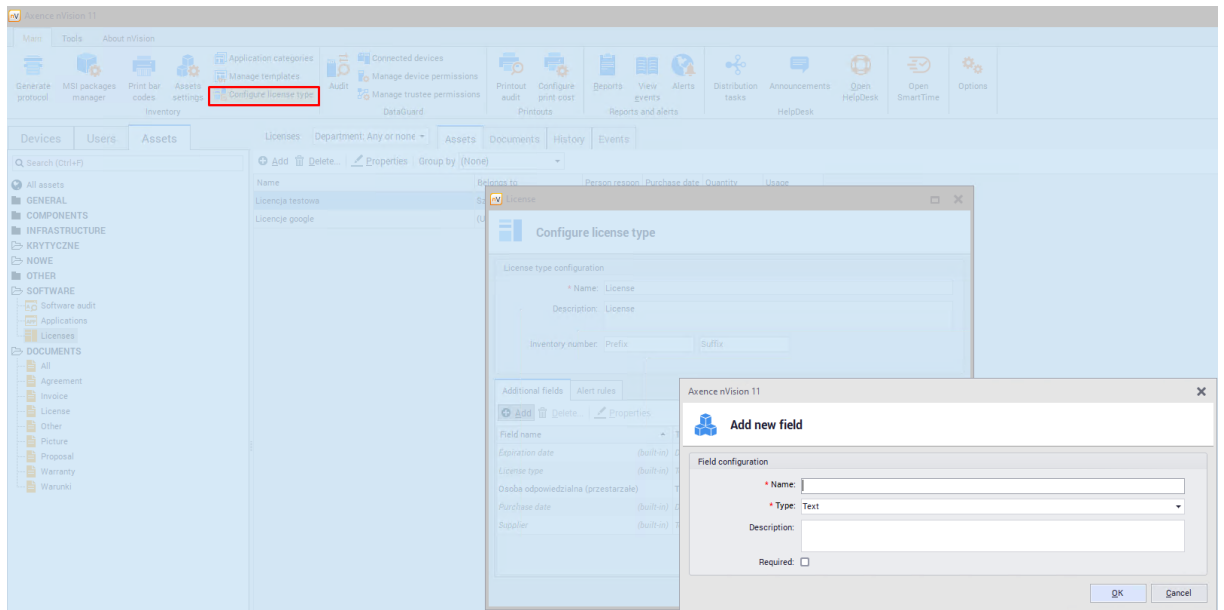 nV Axence nVision 11
Main Tools About nVision
Generate protocol
MSI packages manager
Print bar codes
Assets settings
Application categories
Manage templates
Configure license type
Inventory
Audit
Connected devices
Manage device permissions
Manage trustee permissions
DataGuard
Printout audit
Configure print cost
Printouts
Reports
View events
Alerts
Reports and alerts
Distribution tasks
Announcements
Open HelpDesk
HelpDesk
Open SmartTime
Options
Devices Users Assets
Licenses Department: Any or none Assets Documents History Events
Search (Ctrl+F)
Add Delete... Properties Group by (None)
All assets
GENERAL
COMPONENTS
INFRASTRUCTURE
KRYTYCZNE
NOWE
OTHER
SOFTWARE
Software audit
Applications
Licenses
DOCUMENTS
All
Agreement
Invoice
License
Other
Picture
Proposal
Warranty
Warunki
Name Belongs to Person respon Purchase date Quantity Usage
Licencja testowa Sz
Licencje google (U
nV License
Configure license type
License type configuration
* Name: License
Description: License
Inventory number: Prefix Suffix
Additional fields Alert rules
Add Delete... Properties
Field name T
Expiration date (built-in) D
License type (built-in) T
Osoba odpowiedzialna (przestarzałe) T
Purchase date (built-in) D
Supplier (built-in) T
Axence nVision 11
Add new field
Field configuration
* Name:
* Type: Text
Description:
Required:
OK Cancel